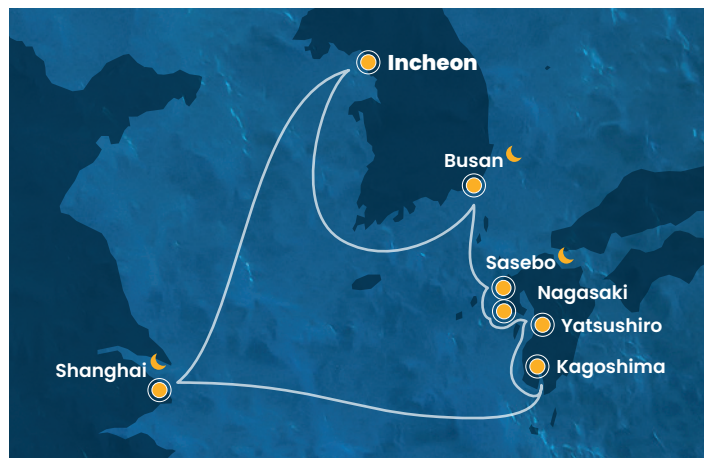 Incheon
Busan
Sasebo
Nagasaki
Yatsushiro
Shanghai
Kagoshima